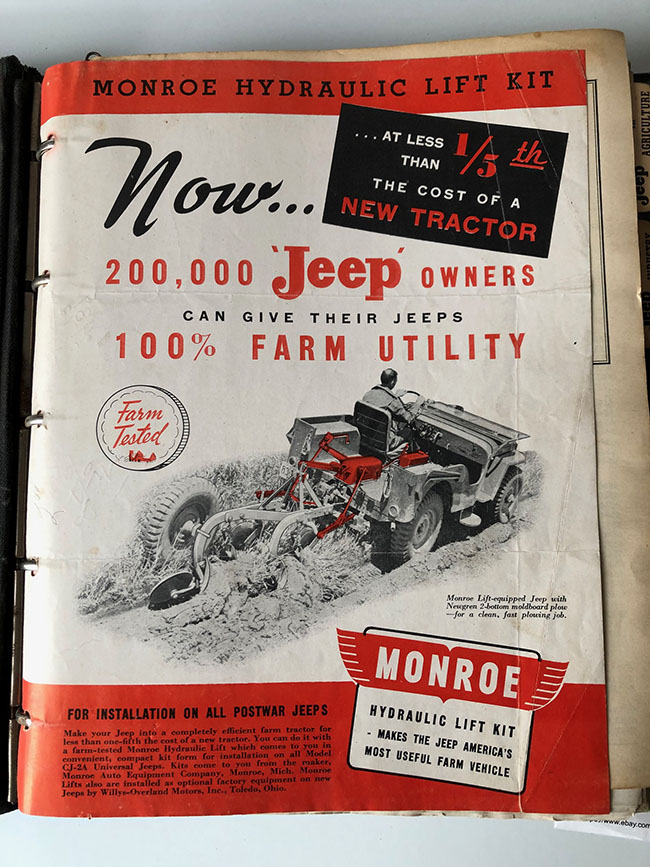 MONROE HYDRAULIC LIFT KIT
Now...
... AT LESS
THAN 1/5 th
THE COST OF A
NEW TRACTOR
200,000 'Jeep' OWNERS
CAN GIVE THEIR JEEPS
100% FARM UTILITY
Farm
Tested
Monroe Lift-equipped Jeep with
Newgren 2-bottom moldboard plow
—for a clean, fast plowing job.
MONROE
HYDRAULIC LIFT KIT
- MAKES THE JEEP AMERICA'S
MOST USEFUL FARM VEHICLE
FOR INSTALLATION ON ALL POSTWAR JEEPS
Make your Jeep into a completely efficient farm tractor for
less than one-fifth the cost of a new tractor. You can do it with
a farm-tested Monroe Hydraulic Lift which comes to you in
convenient, compact kit form for installation on all Model
CJ-2A Universal Jeeps. Kits come to you from the maker,
Monroe Auto Equipment Company, Monroe, Mich. Monroe
Lifts also are installed as optional factory equipment on new
Jeeps by Willys-Overland Motors, Inc., Toledo, Ohio.
Jeep
AGRICULTURE
www.ebay.com